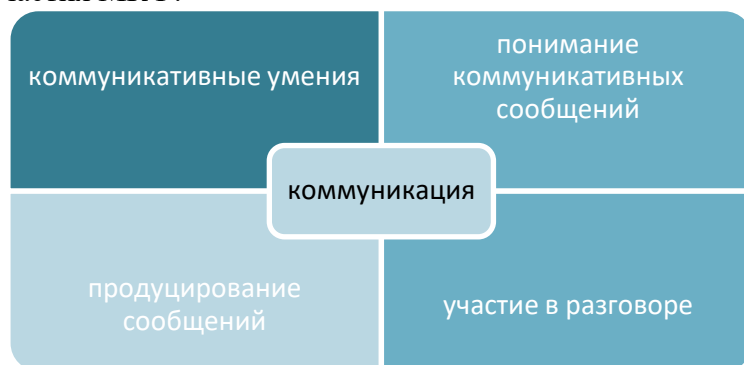 коммуникативные умения
понимание
коммуникативных
сообщений
коммуникация
продуцирование
сообщений
участие в разговоре